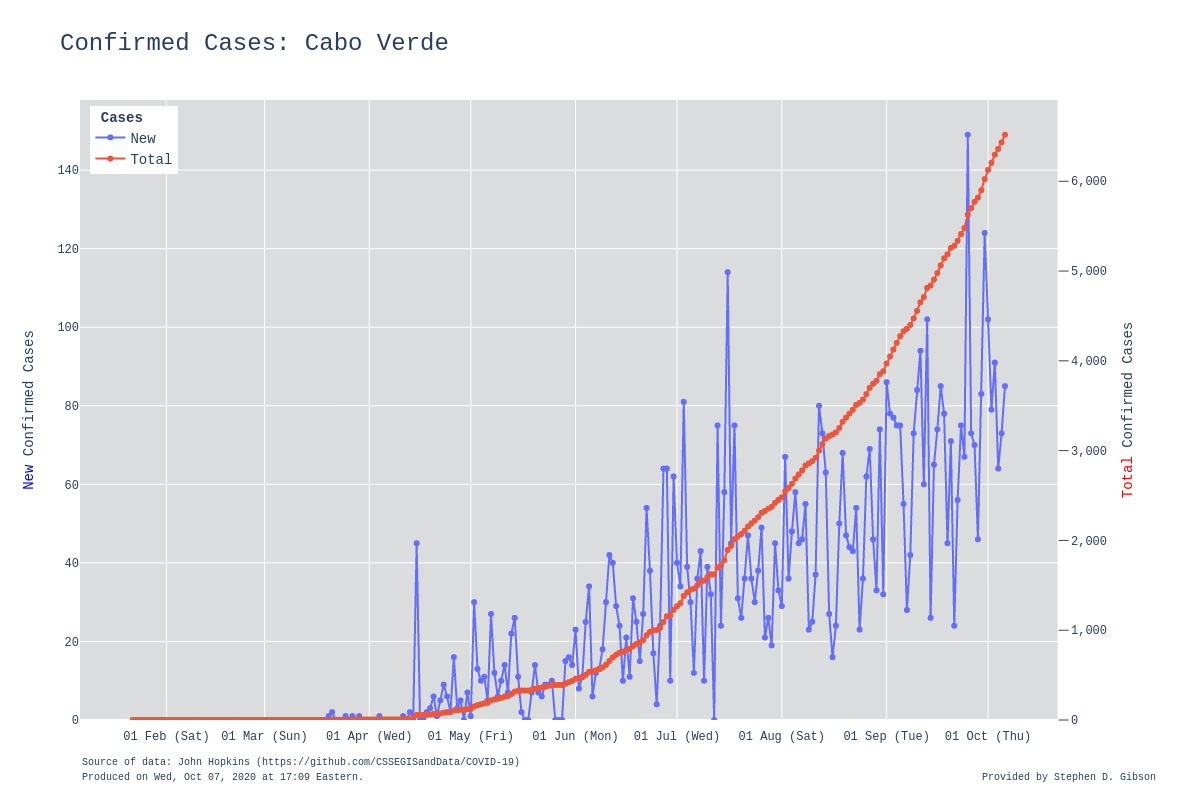 Confirmed Cases: Cabo Verde
Cases
New
Total
140
120
100
80
60
40
20
0
New Confirmed Cases
6,000
5,000
4,000
3,000
2,000
1,000
0
Total Confirmed Cases
01 Feb (Sat) 01 Mar (Sun) 01 Apr (Wed) 01 May (Fri) 01 Jun (Mon) 01 Jul (Wed) 01 Aug (Sat) 01 Sep (Tue) 01 Oct (Thu)
Source of data: John Hopkins (https://github.com/CSSEGISandData/COVID-19)
Produced on Wed, Oct 07, 2020 at 17:09 Eastern.
Provided by Stephen D. Gibson